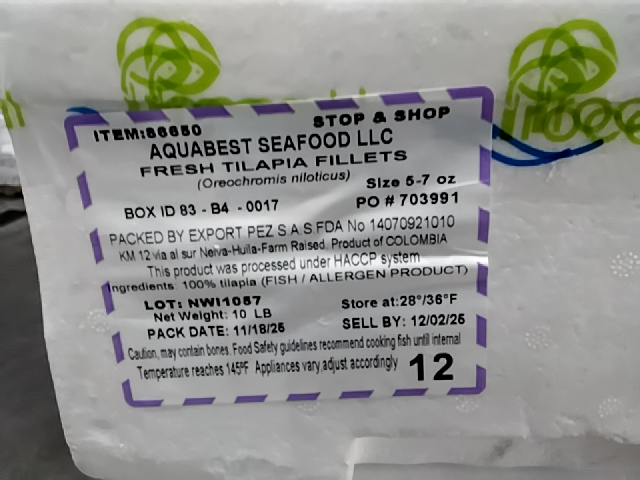 ITEM:86650 STOP & SHOP
AQUABEST SEAFOOD LLC
FRESH TILAPIA FILLETS
(Oreochromis niloticus)
Size 5-7 oz
BOX ID 83 - B4 - 0017
PO # 703991
PACKED BY EXPORT PEZ S A S FDA No 14070921010
KM 12 via al sur Neiva-Huila-Farm Raised. Product of COLOMBIA
This product was processed under HACCP system
Ingredients: 100% tilapia (FISH / ALLERGEN PRODUCT)
LOT: NWI1057 Store at:28°/36°F
Net Weight: 10 LB
PACK DATE: 11/18/25 SELL BY: 12/02/25
Caution, may contain bones. Food Safety guidelines recommend cooking fish until internal
Temperature reaches 145ºF Appliances vary,adjust accordingly
12